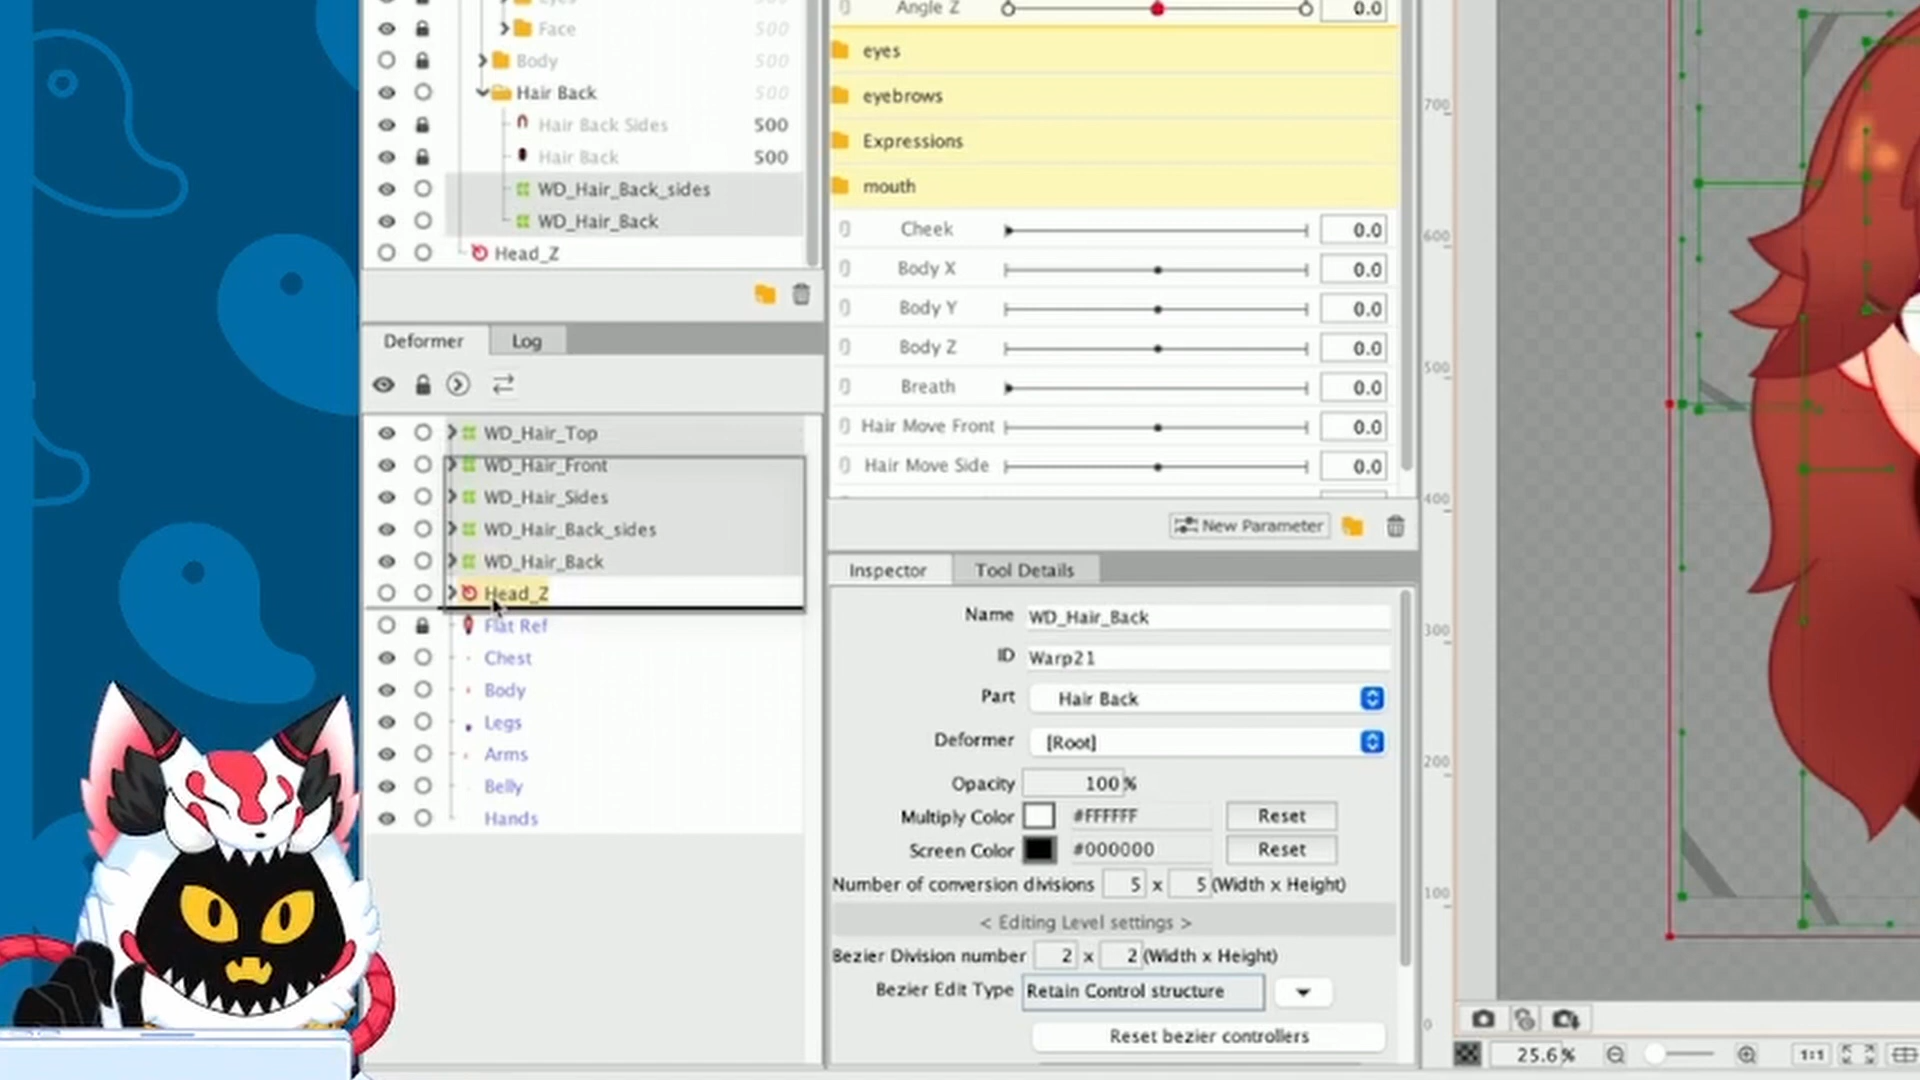 eyes 500
Face 500
Body 500
Hair Back 500
Hair Back Sides 500
Hair Back 500
WD_Hair_Back_sides
WD_Hair_Back
Head_Z
Deformer Log
WD_Hair_Top
WD_Hair_Front
WD_Hair_Sides
WD_Hair_Back_sides
WD_Hair_Back
Head_Z
Flat Ref
Chest
Body
Legs
Arms
Belly
Hands
Angle Z 0.0
eyes
eyebrows
Expressions
mouth
Cheek 0.0
Body X 0.0
Body Y 0.0
Body Z 0.0
Breath 0.0
Hair Move Front 0.0
Hair Move Side 0.0
New Parameter
Inspector Tool Details
Name WD_Hair_Back
ID Warp21
Part Hair Back
Deformer [Root]
Opacity 100 %
Multiply Color #FFFFFF Reset
Screen Color #000000 Reset
Number of conversion divisions 5 x 5 (Width x Height)
< Editing Level settings >
Bezier Division number 2 x 2 (Width x Height)
Bezier Edit Type Retain Control structure
Reset bezier controllers
700
600
500
400
300
200
100
0
25.6 %
1:1